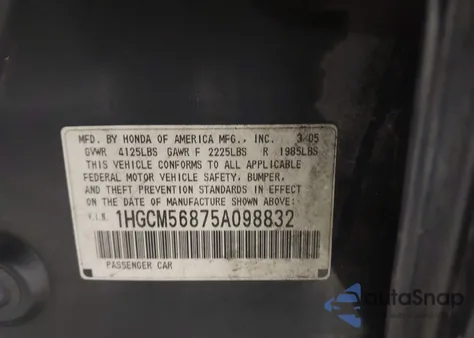 MFD. BY HONDA OF AMERICA MFG., INC. 3/05
GVWR 4125LBS GAWR F 2225LBS R 1985LBS
THIS VEHICLE CONFORMS TO ALL APPLICABLE
FEDERAL MOTOR VEHICLE SAFETY, BUMPER,
AND THEFT PREVENTION STANDARDS IN EFFECT
ON THE DATE OF MANUFACTURE SHOWN ABOVE.
V.I.N. 1HGCM56875A098832
PASSENGER CAR
AutaSnap